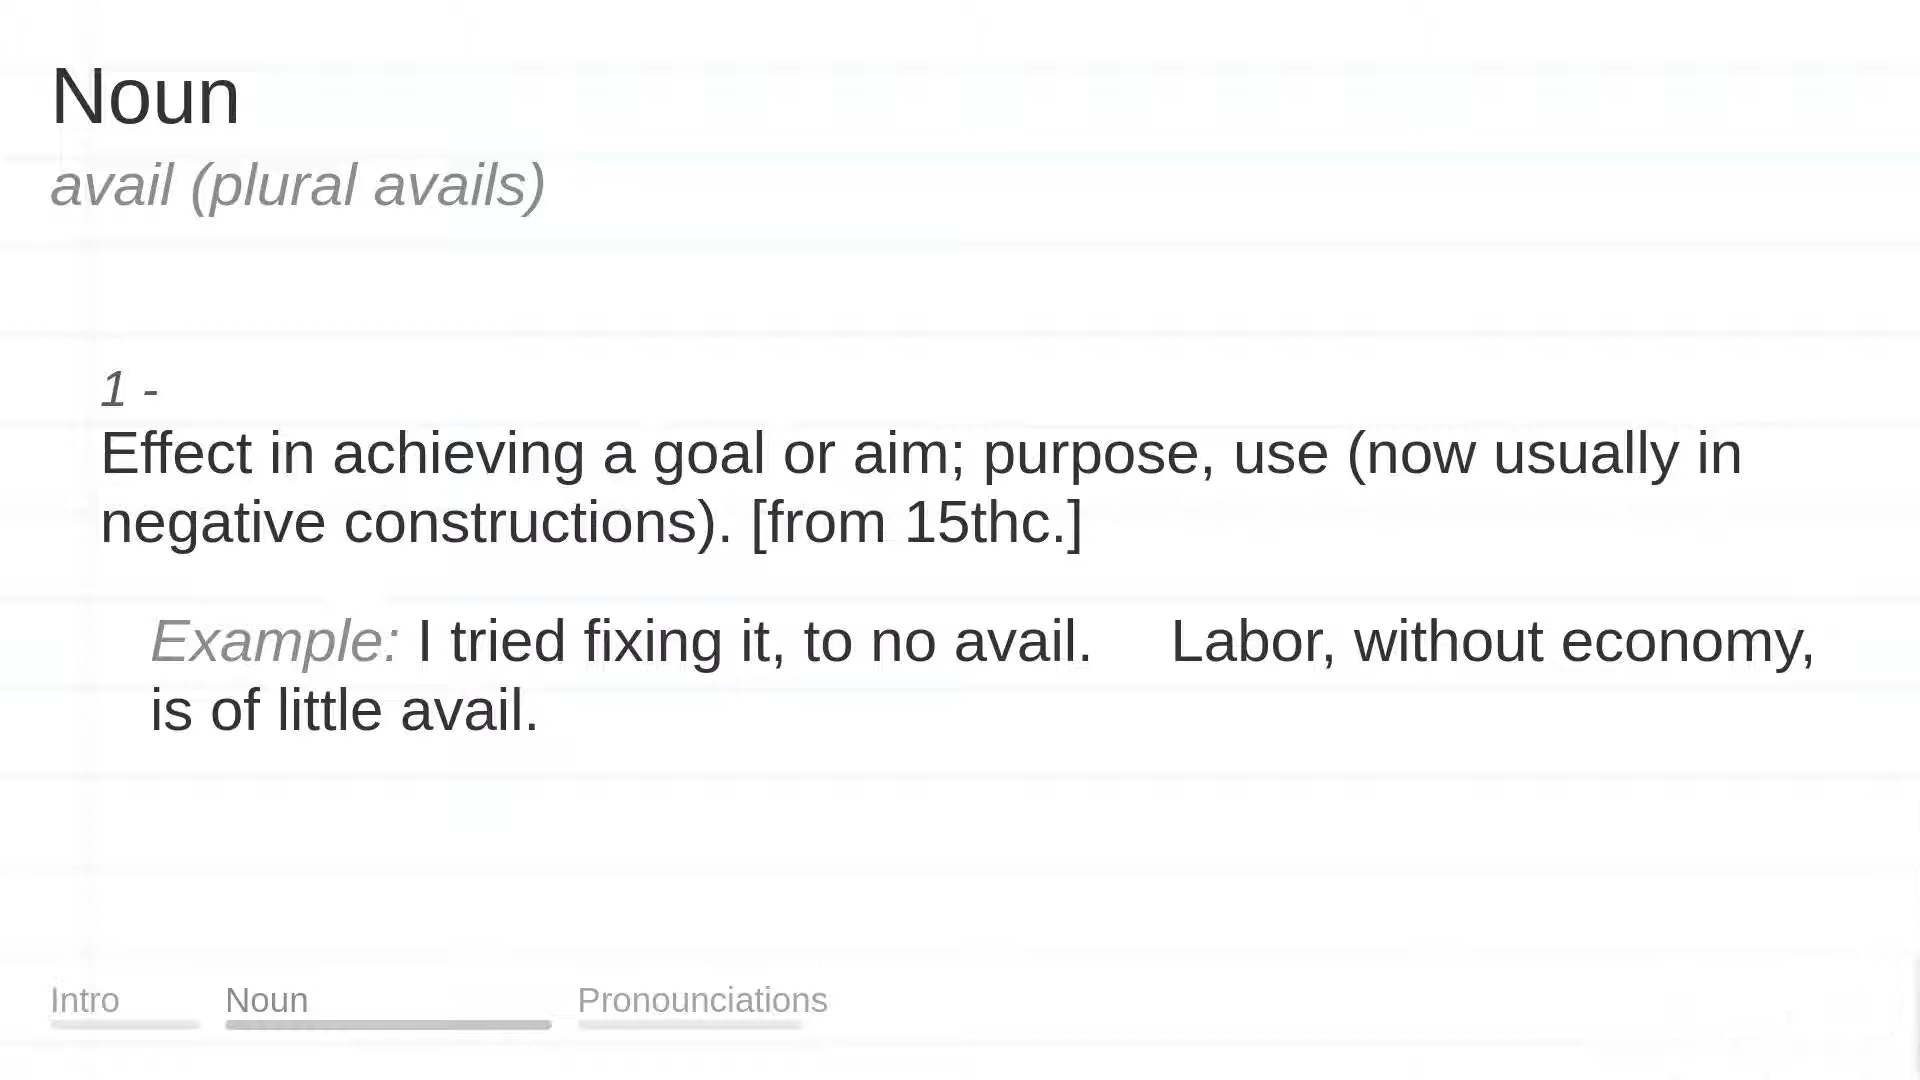 Noun
avail (plural avails)
1 -
Effect in achieving a goal or aim; purpose, use (now usually in
negative constructions). [from 15thc.]
Example: I tried fixing it, to no avail. Labor, without economy,
is of little avail.
Intro Noun Pronounciations